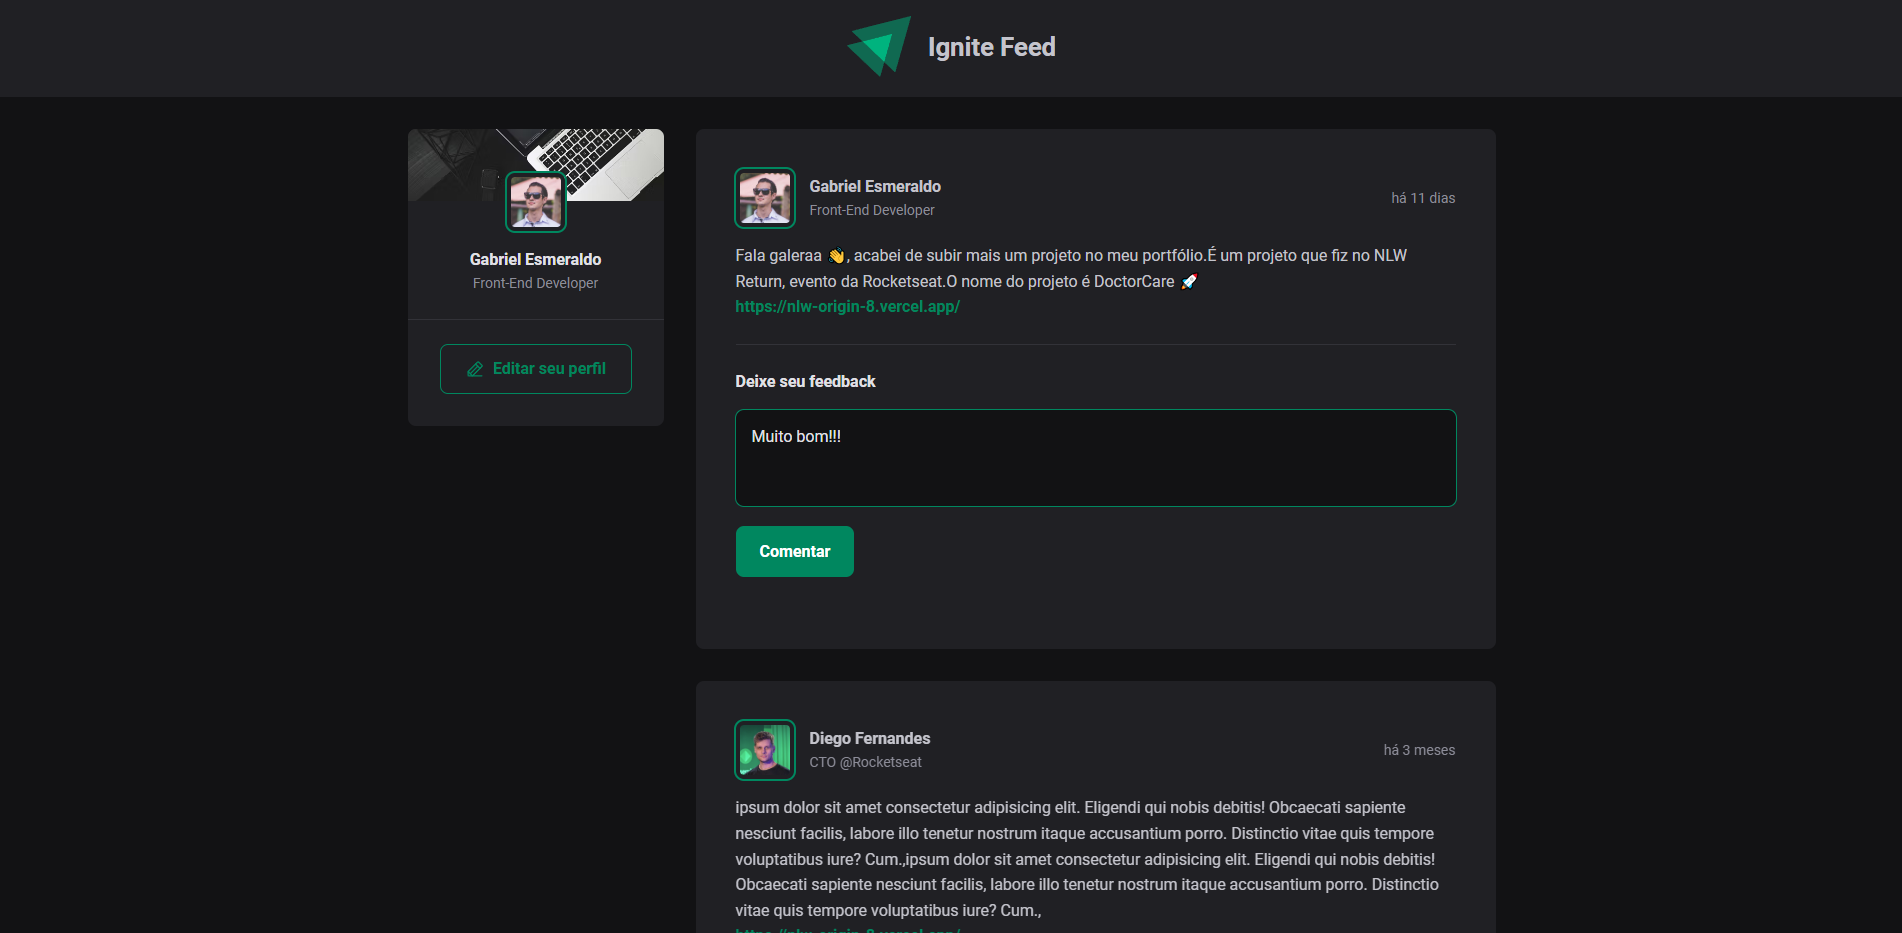 Ignite Feed
Gabriel Esmeraldo
Front-End Developer
Editar seu perfil
Gabriel Esmeraldo
Front-End Developer
há 11 dias
Fala galeraa 👋, acabei de subir mais um projeto no meu portfólio.É um projeto que fiz no NLW
Return, evento da Rocketseat.O nome do projeto é DoctorCare 🚀
https://nlw-origin-8.vercel.app/
Deixe seu feedback
Muito bom!!!
Comentar
Diego Fernandes
CTO @Rocketseat
há 3 meses
ipsum dolor sit amet consectetur adipisicing elit. Eligendi qui nobis debitis! Obcaecati sapiente
nesciunt facilis, labore illo tenetur nostrum itaque accusantium porro. Distinctio vitae quis tempore
voluptatibus iure? Cum.,ipsum dolor sit amet consectetur adipisicing elit. Eligendi qui nobis debitis!
Obcaecati sapiente nesciunt facilis, labore illo tenetur nostrum itaque accusantium porro. Distinctio
vitae quis tempore voluptatibus iure? Cum.,
https://nlw-origin-8.vercel.app/